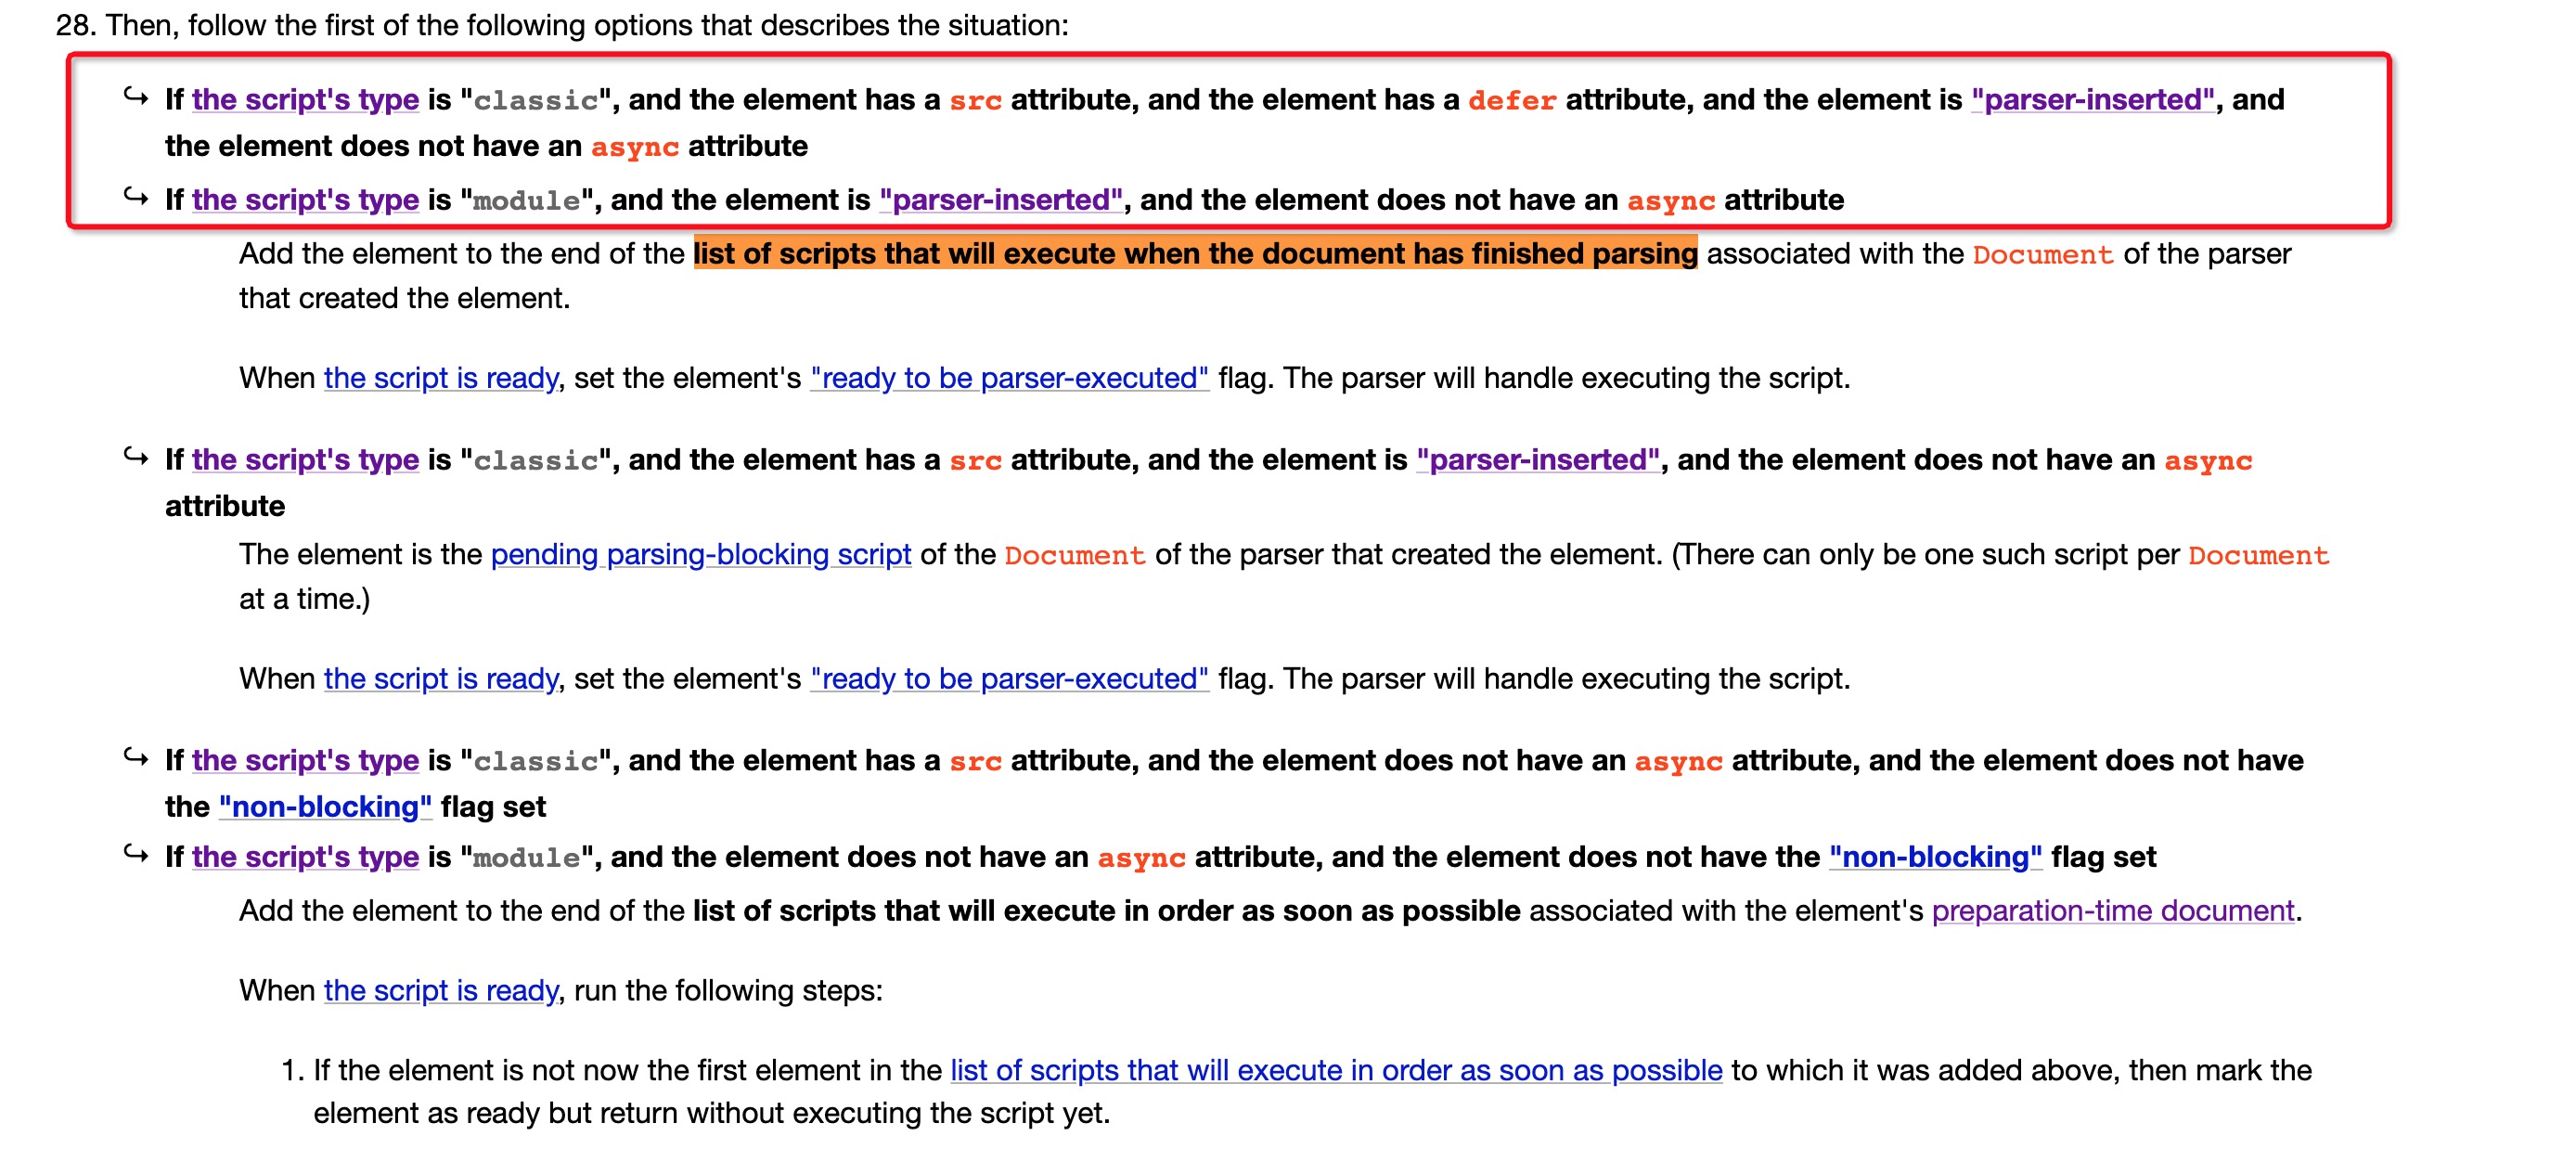 28. Then, follow the first of the following options that describes the situation:
↪ If the script's type is "classic", and the element has a src attribute, and the element has a defer attribute, and the element is "parser-inserted", and
the element does not have an async attribute
↪ If the script's type is "module", and the element is "parser-inserted", and the element does not have an async attribute
Add the element to the end of the list of scripts that will execute when the document has finished parsing associated with the Document of the parser
that created the element.
When the script is ready, set the element's "ready to be parser-executed" flag. The parser will handle executing the script.
↪ If the script's type is "classic", and the element has a src attribute, and the element is "parser-inserted", and the element does not have an async
attribute
The element is the pending parsing-blocking script of the Document of the parser that created the element. (There can only be one such script per Document
at a time.)
When the script is ready, set the element's "ready to be parser-executed" flag. The parser will handle executing the script.
↪ If the script's type is "classic", and the element has a src attribute, and the element does not have an async attribute, and the element does not have
the "non-blocking" flag set
↪ If the script's type is "module", and the element does not have an async attribute, and the element does not have the "non-blocking" flag set
Add the element to the end of the list of scripts that will execute in order as soon as possible associated with the element's preparation-time document.
When the script is ready, run the following steps:
1. If the element is not now the first element in the list of scripts that will execute in order as soon as possible to which it was added above, then mark the
element as ready but return without executing the script yet.